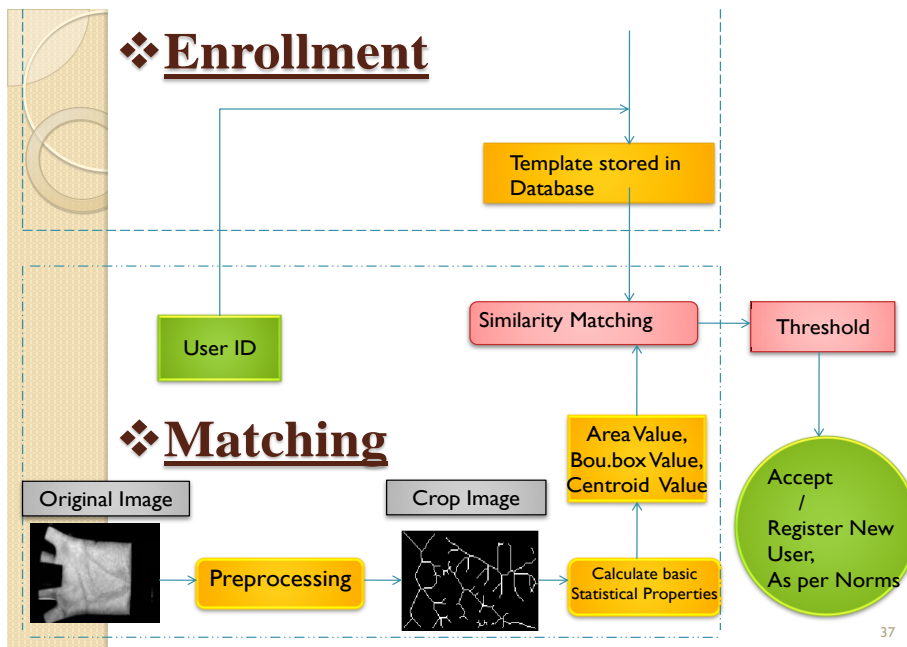 Enrollment
Template stored in
Database
User ID
Similarity Matching
Threshold
Matching
Area Value,
Bou.box Value,
Centroid Value
Original Image
Crop Image
Preprocessing
Calculate basic
Statistical Properties
Accept
/
Register New
User,
As per Norms
37